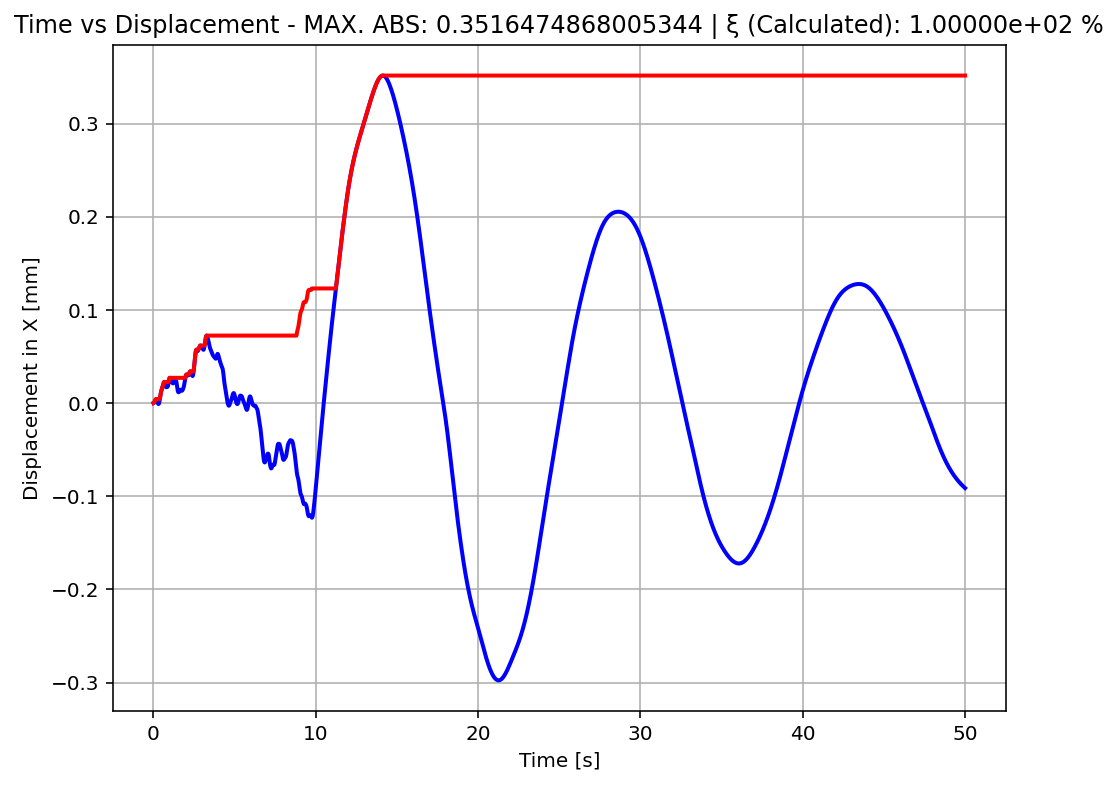 Time vs Displacement - MAX. ABS: 0.3516474868005344 | ξ (Calculated): 1.00000e+02 %
Displacement in X [mm]
0.3
0.2
0.1
0.0
−0.1
−0.2
−0.3
0 10 20 30 40 50
Time [s]